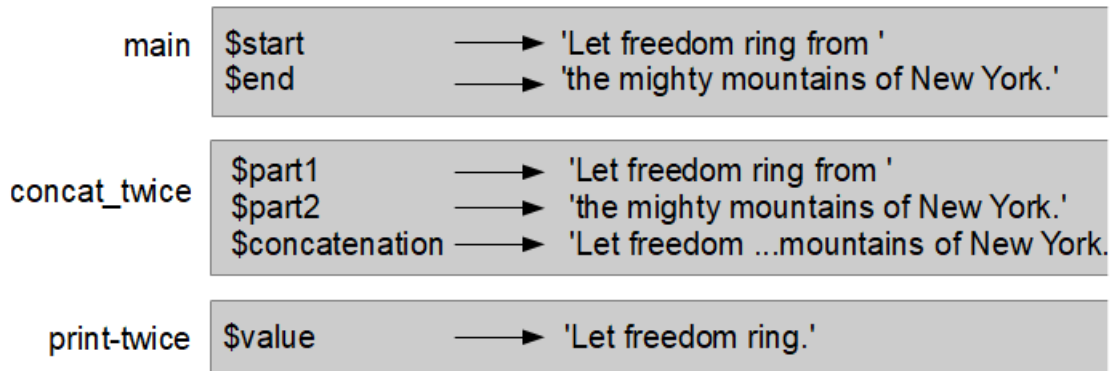 main $start 'Let freedom ring from '
$end 'the mighty mountains of New York.'
$part1 'Let freedom ring from '
concat_twice $part2 'the mighty mountains of New York.'
$concatenation 'Let freedom ...mountains of New York.
print-twice $value 'Let freedom ring.'